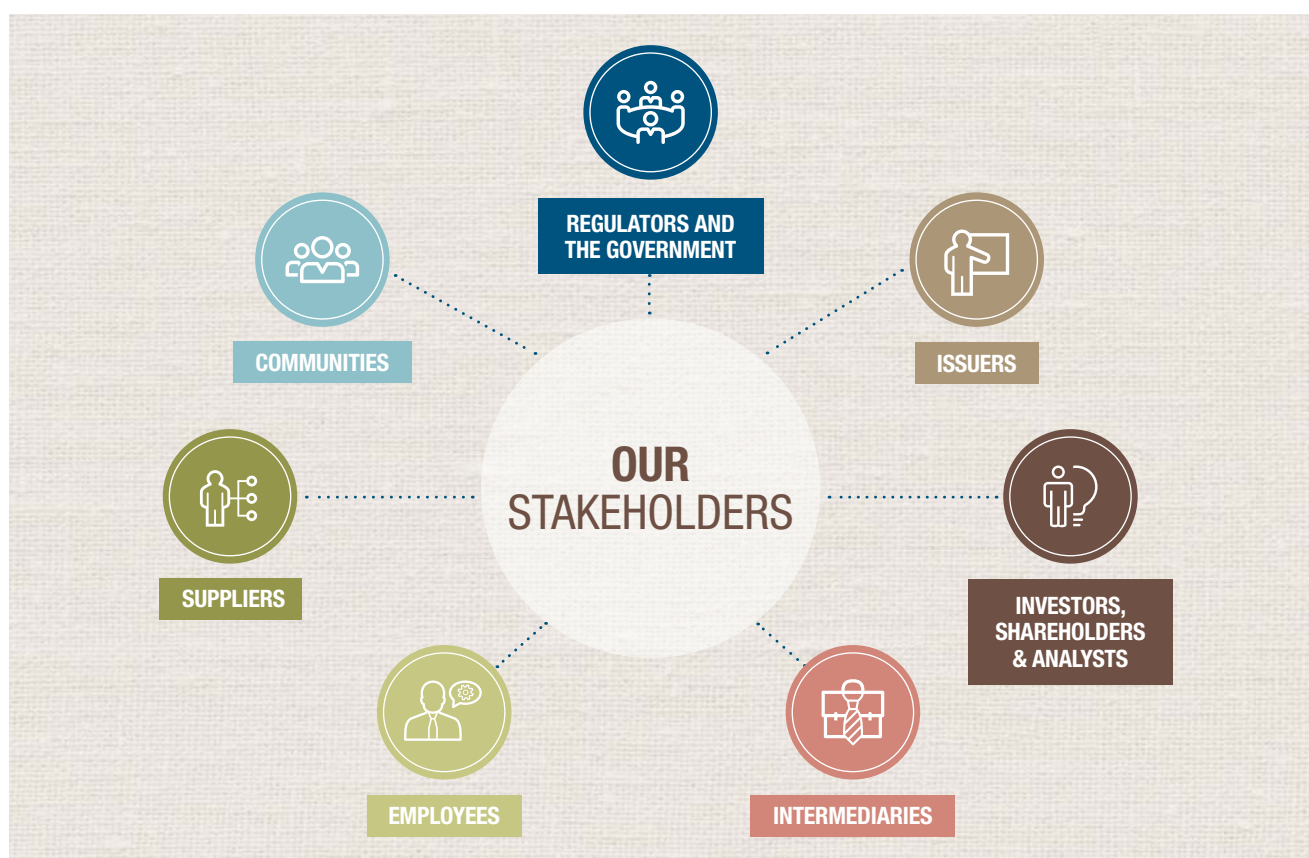 REGULATORS AND
THE GOVERNMENT
COMMUNITIES
ISSUERS
OUR
STAKEHOLDERS
SUPPLIERS
INVESTORS,
SHAREHOLDERS
& ANALYSTS
EMPLOYEES
INTERMEDIARIES